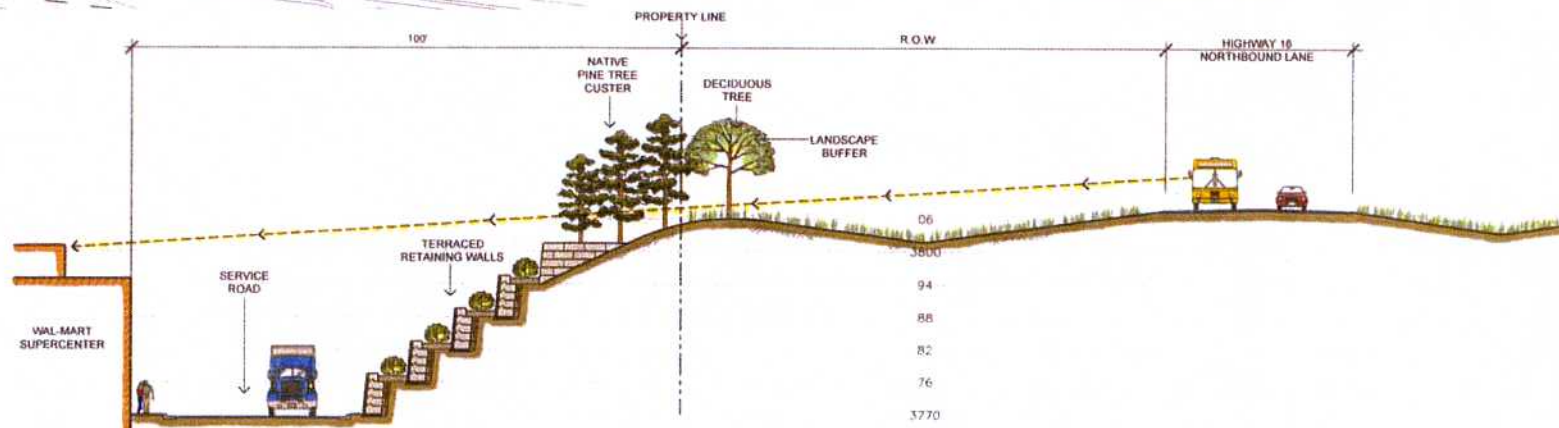 PROPERTY LINE
100'
R.O.W
HIGHWAY 16
NORTHBOUND LANE
NATIVE
PINE TREE
CUSTER
DECIDUOUS
TREE
LANDSCAPE
BUFFER
TERRACED
RETAINING WALLS
SERVICE
ROAD
WAL-MART
SUPERCENTER
06
3800
94
88
82
76
3770